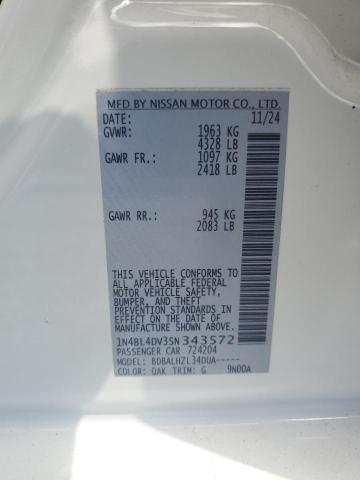 MFD BY NISSAN MOTOR CO., LTD.
DATE: 11/24
GVWR: 1963 KG
4328 LB
GAWR FR.: 1097 KG
2418 LB
GAWR RR.: 945 KG
2083 LB
THIS VEHICLE CONFORMS TO
ALL APPLICABLE FEDERAL
MOTOR VEHICLE SAFETY,
BUMPER, AND THEFT
PREVENTION STANDARDS IN
EFFECT ON THE DATE OF
MANUFACTURE SHOWN ABOVE.
1N4BL4DV3SN343572
PASSENGER CAR 724204
MODEL: BDBALHZL34DUA-----
COLOR: QAK TRIM: G 9N00A